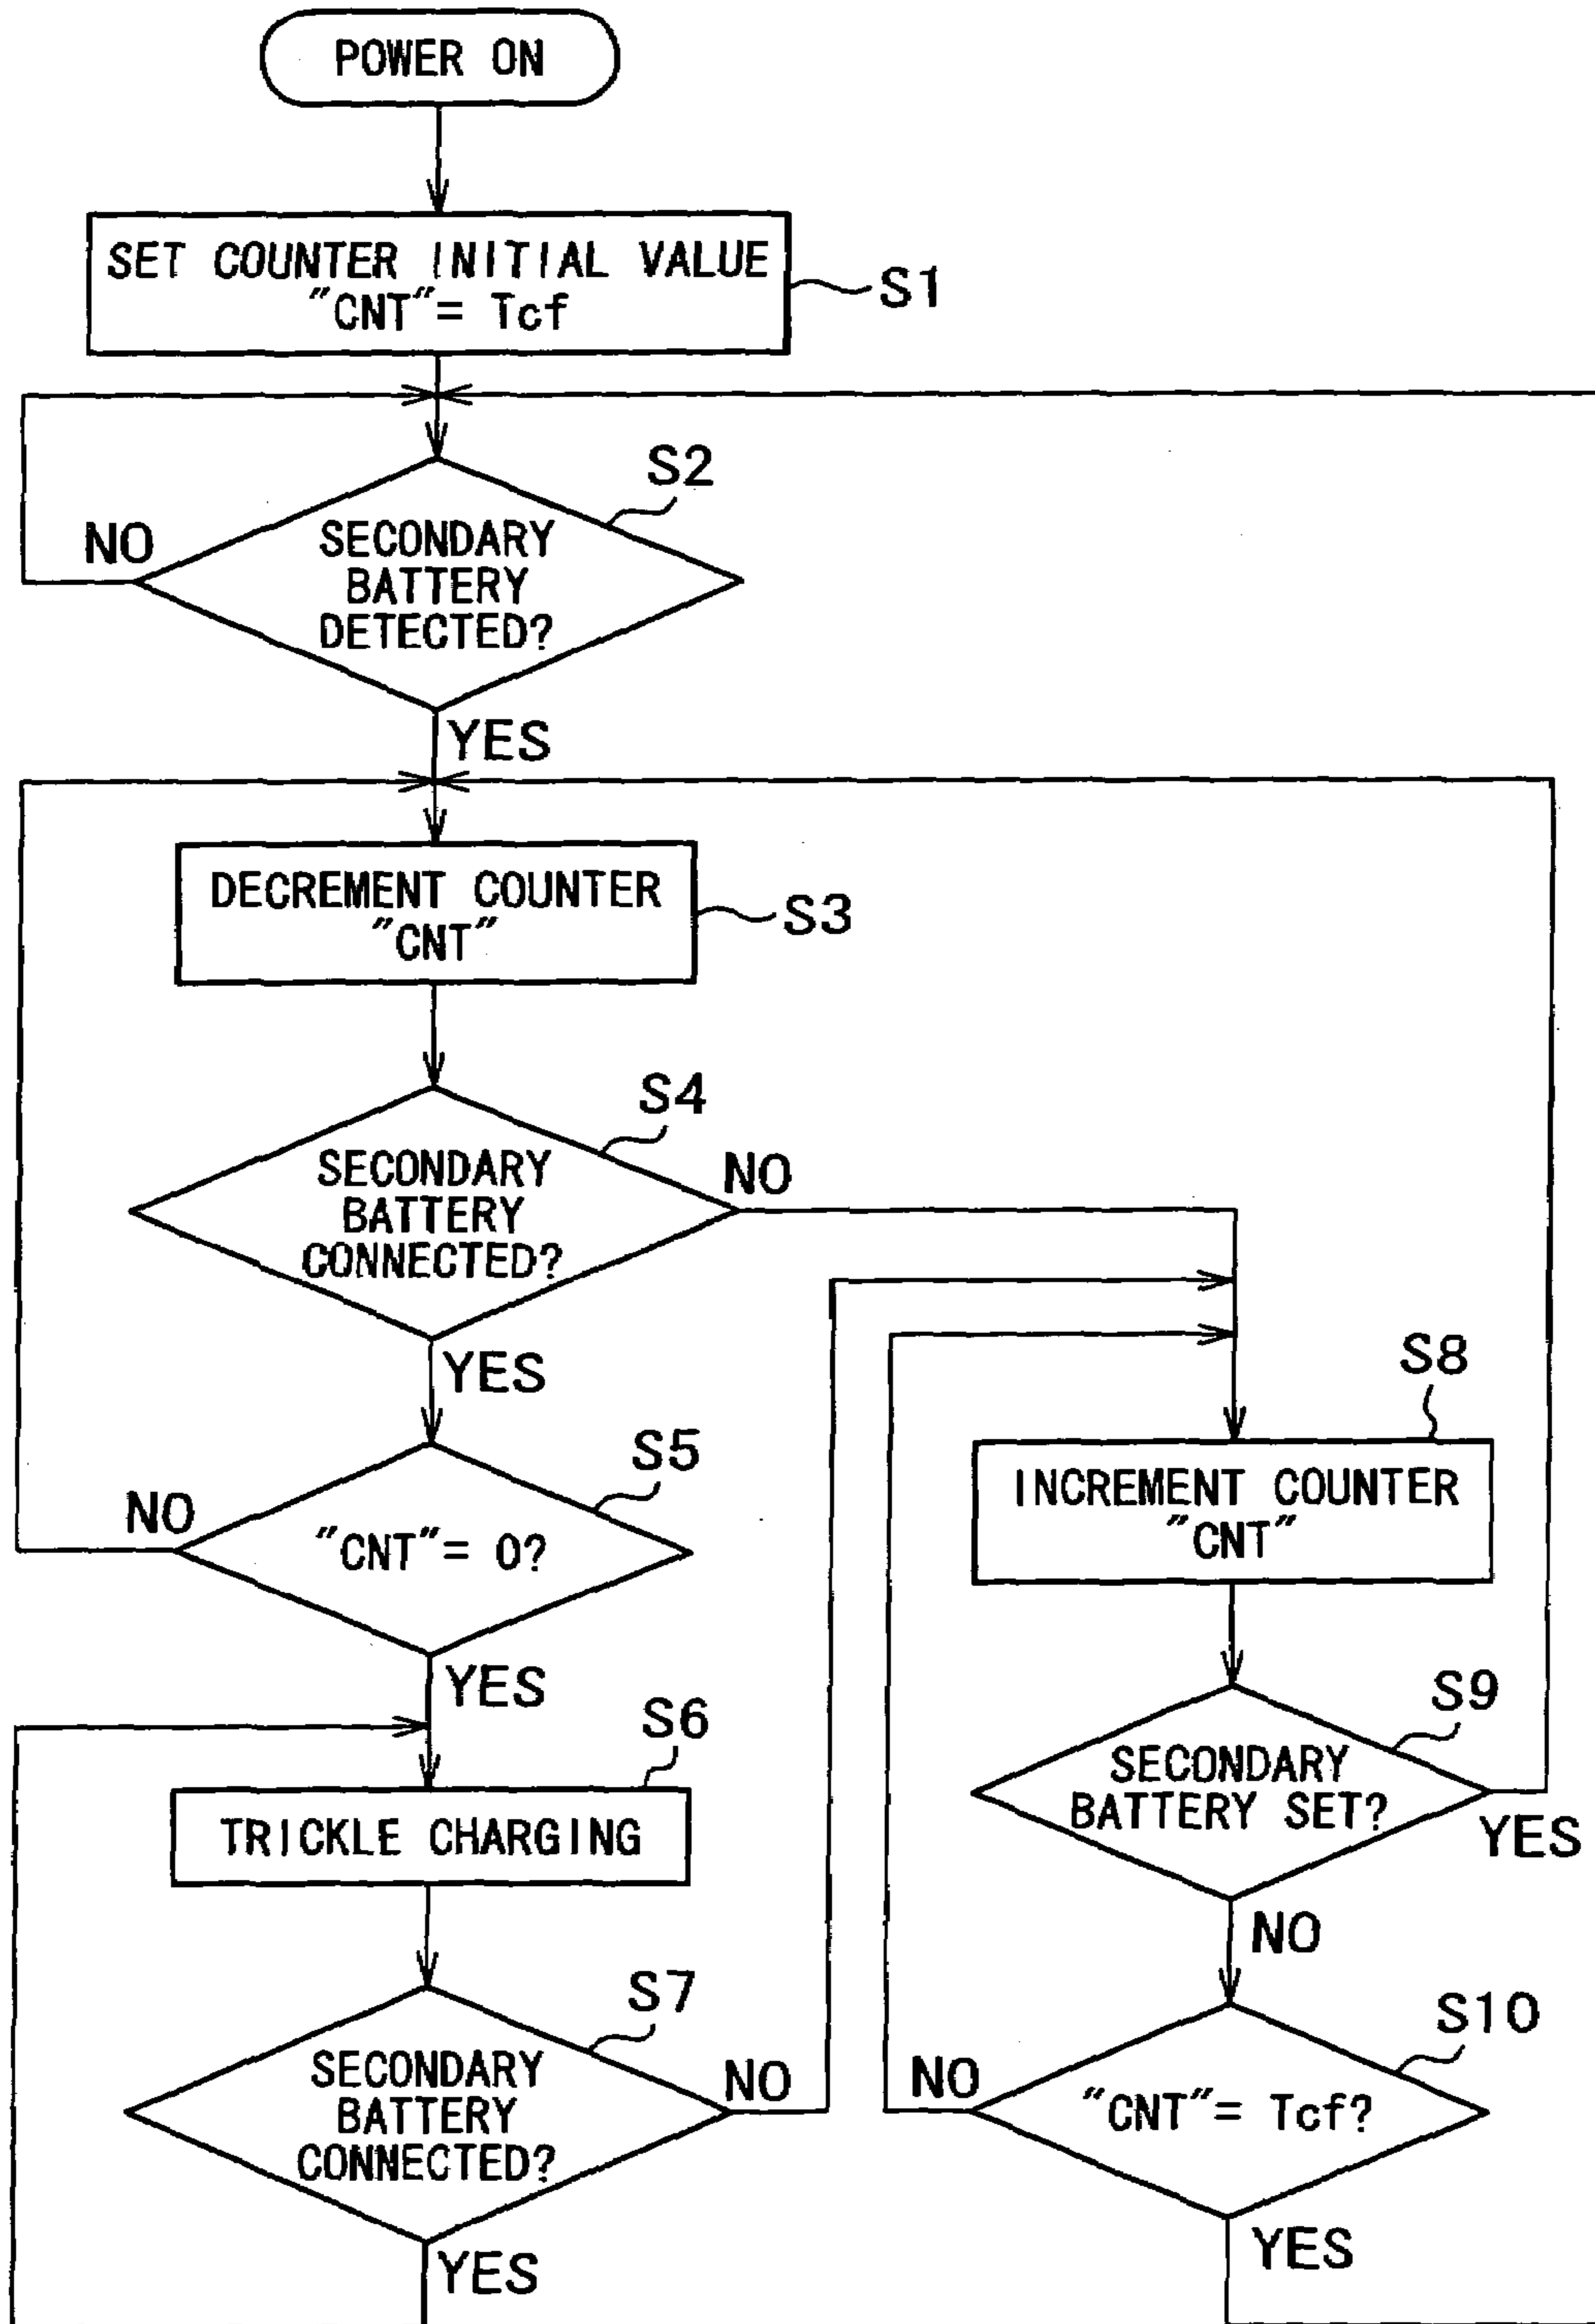 POWER ON
SET COUNTER INITIAL VALUE
"CNT"= Tcf
S1
S2
NO
SECONDARY
BATTERY
DETECTED?
YES
DECREMENT COUNTER
"CNT"
S3
S4
SECONDARY
BATTERY
CONNECTED?
NO
YES
S5
NO
"CNT"= 0?
YES
S6
TRICKLE CHARGING
S7
SECONDARY
BATTERY
CONNECTED?
NO
YES
S8
INCREMENT COUNTER
"CNT"
S9
SECONDARY
BATTERY SET?
YES
NO
S10
NO
"CNT"= Tcf?
YES